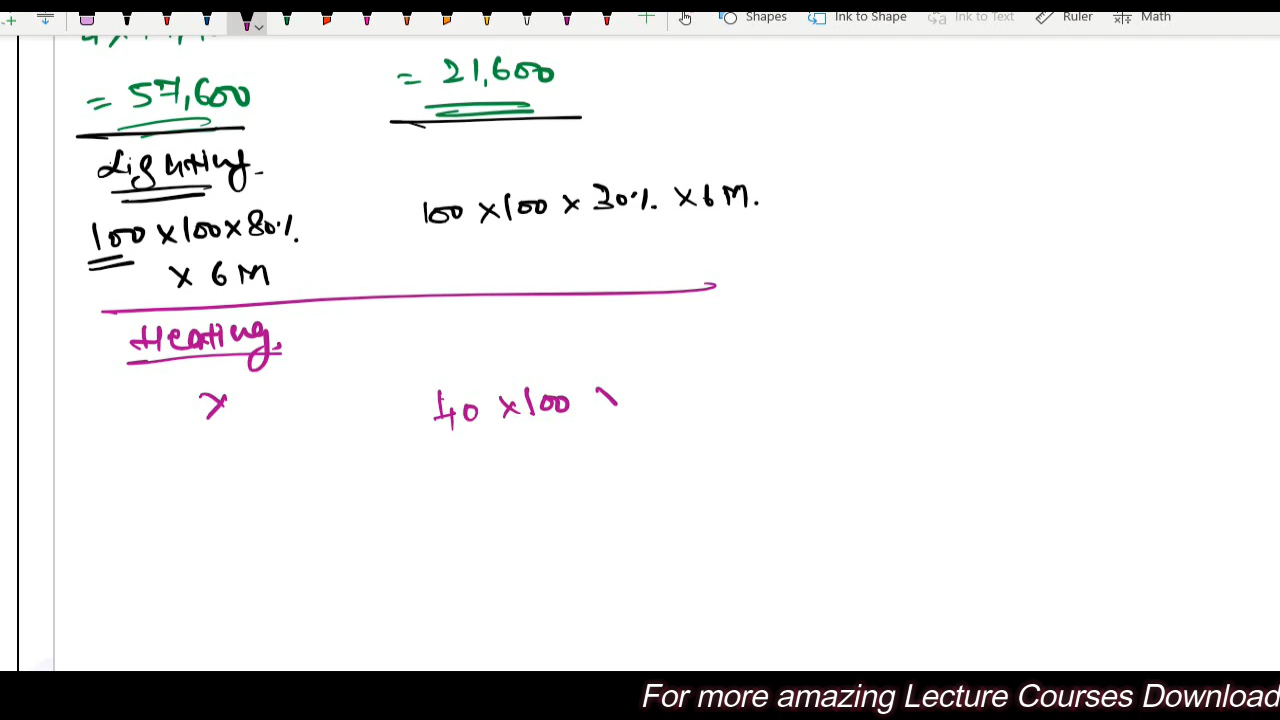 Shapes Ink to Shape Ink to Text Ruler Math
= 57,600
= 21,600
Lighting.
100 x 100 x 80%.
x 6 M
100 x 100 x 30%. x 6 M.
Heating.
x
40 x 100
For more amazing Lecture Courses Download